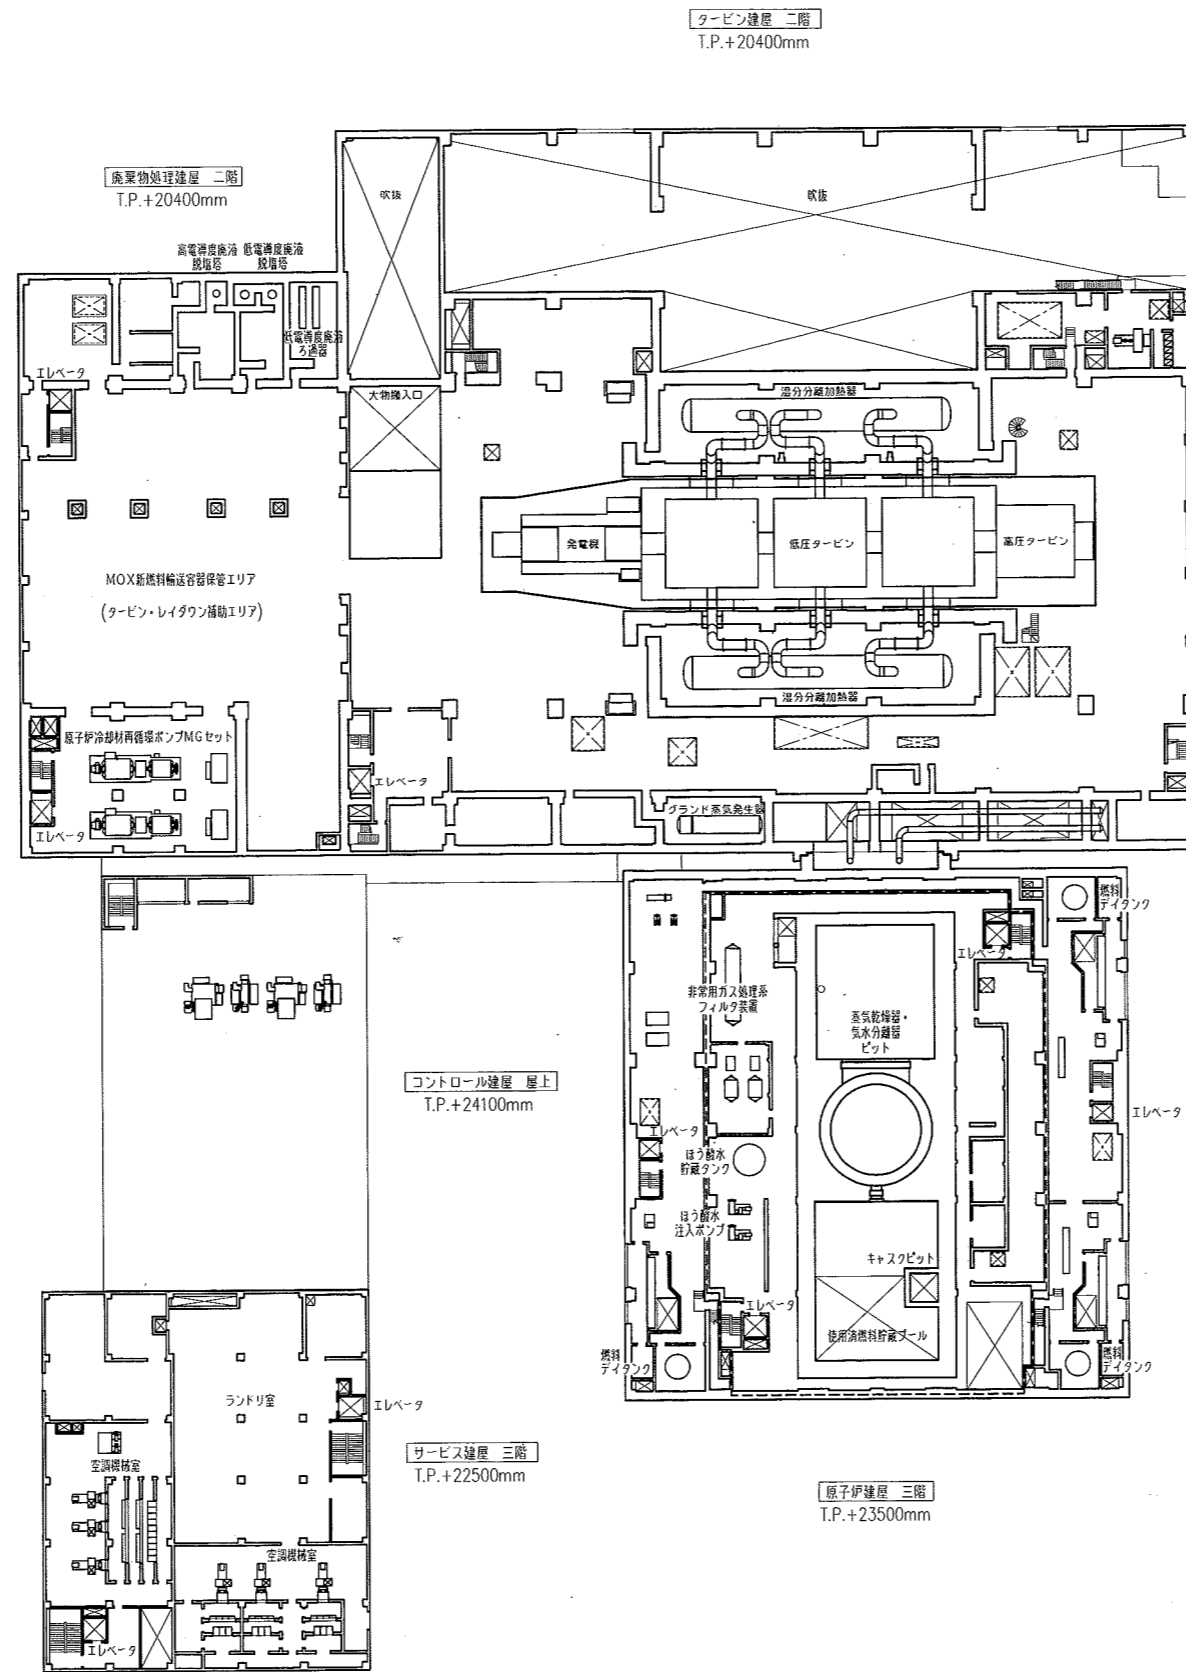 タービン建屋 二階
T.P.+20400mm
廃棄物処理建屋 二階
T.P.+20400mm
吹抜
吹抜
高電導度廃液
脱塩塔
低電導度廃液
脱塩塔
低電導度廃液
ろ過器
エレベータ
大物搬入口
湿分分離加熱器
発電機
低圧タービン
高圧タービン
MOX新燃料輸送容器保管エリア
(タービン・レイダウン補助エリア)
湿分分離加熱器
原子炉冷却材再循環ポンプMGセット
エレベータ
エレベータ
グランド蒸気発生器
燃料
デイタンク
エレベータ
非常用ガス処理系
フィルタ装置
蒸気乾燥器・
気水分離器
ピット
コントロール建屋 屋上
T.P.+24100mm
エレベータ
エレベータ
ほう酸水
貯蔵タンク
ほう酸水
注入ポンプ
キャスクピット
エレベータ
使用済燃料貯蔵プール
燃料
デイタンク
燃料
デイタンク
ランドリ室
エレベータ
サービス建屋 三階
T.P.+22500mm
空調機械室
原子炉建屋 三階
T.P.+23500mm
空調機械室
エレベータ